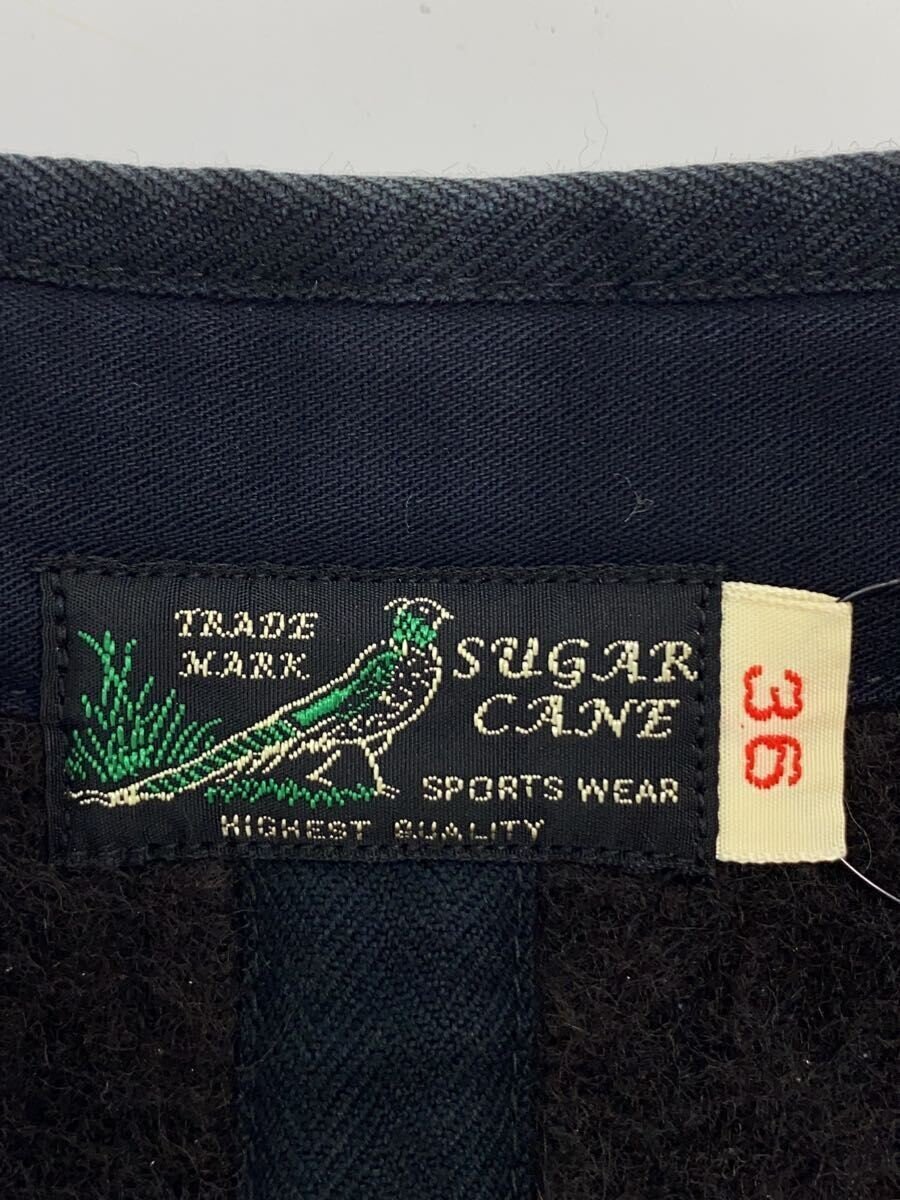 TRADE
MARK
SUGAR
CANE
SPORTS WEAR
HIGHEST QUALITY
36